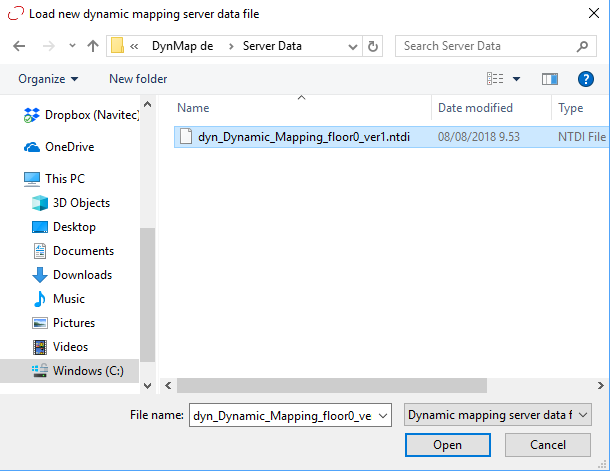 Load new dynamic mapping server data file
« DynMap de > Server Data
Search Server Data
Organize
New folder
Name
Date modified
Type
Dropbox (Navitec)
OneDrive
This PC
3D Objects
Desktop
Documents
Downloads
Music
Pictures
Videos
Windows (C:)
dyn_Dynamic_Mapping_floor0_ver1.ntdi
08/08/2018 9.53
NTDI File
File name:
dyn_Dynamic_Mapping_floor0_ve
Dynamic mapping server data f
Open
Cancel